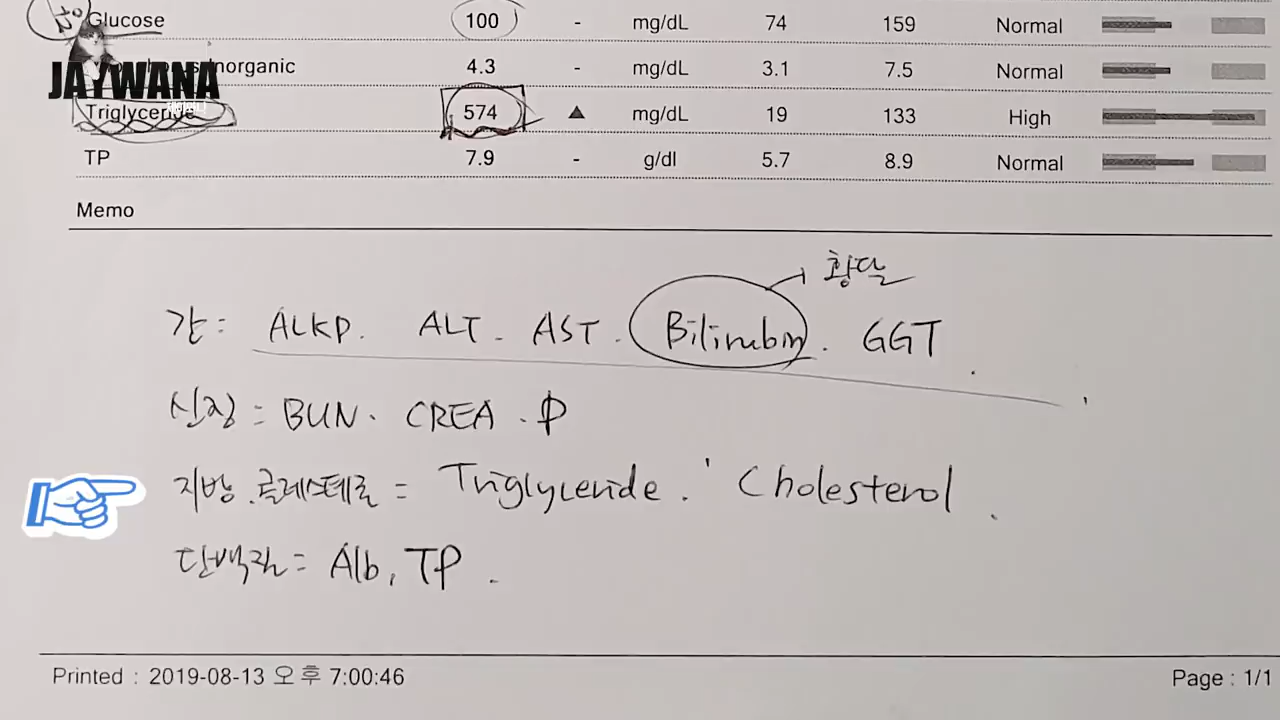 Glucose 100 - mg/dL 74 159 Normal
JAYWANA
norganic 4.3 - mg/dL 3.1 7.5 Normal
Triglyceride 574 ▲ mg/dL 19 133 High
TP 7.9 - g/dl 5.7 8.9 Normal
Memo
황달
간 : ALKP. ALT. AST. Bilirubin. GGT
신장 = BUN. CREA. P
지방.콜레스테롤 = Triglyceride. Cholesterol
단백질 = Alb, TP.
Printed : 2019-08-13 오후 7:00:46 Page : 1/1